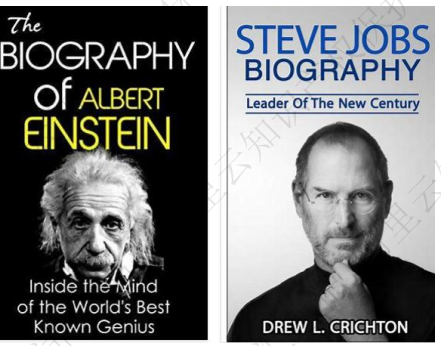 The
BIOGRAPHY
of ALBERT
EINSTEIN
Inside the Mind
of the World's Best
Known Genius
STEVE JOBS
BIOGRAPHY
Leader Of The New Century
DREW L. CRICHTON